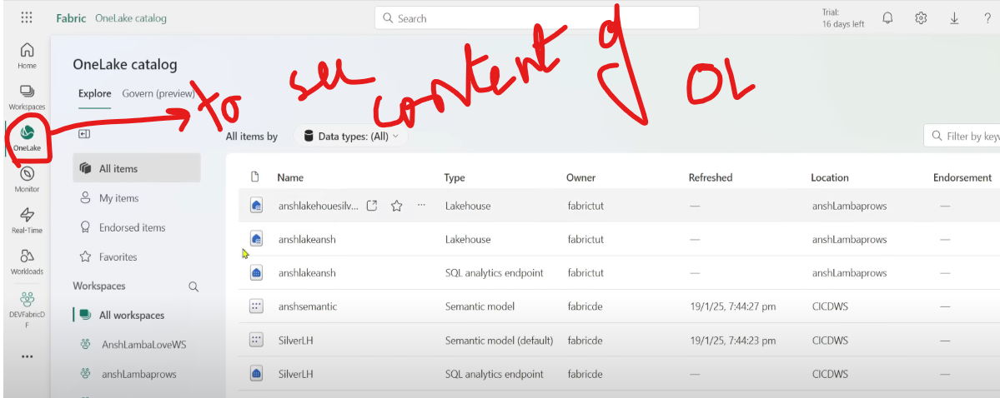 Fabric OneLake catalog
Search
Trial:
16 days left
?
Home
Workspaces
OneLake
Monitor
Real-Time
Workloads
DEVFabricD
F
OneLake catalog
Explore Govern (preview)
to see content of OL
All items
My items
Endorsed items
Favorites
Workspaces
All workspaces
AnshLambaLoveWS
anshLambaprows
All items by Data types: (All)
Filter by keyw
Name Type Owner Refreshed Location Endorsement
anshlakehouesilv... Lakehouse fabrictut — anshLambaprows —
anshlakeansh Lakehouse fabrictut — anshLambaprows —
anshlakeansh SQL analytics endpoint fabrictut — anshLambaprows —
anshsemantic Semantic model fabricde 19/1/25, 7:44:27 pm CICDWS —
SilverLH Semantic model (default) fabricde 19/1/25, 7:44:23 pm CICDWS —
SilverLH SQL analytics endpoint fabricde — CICDWS —